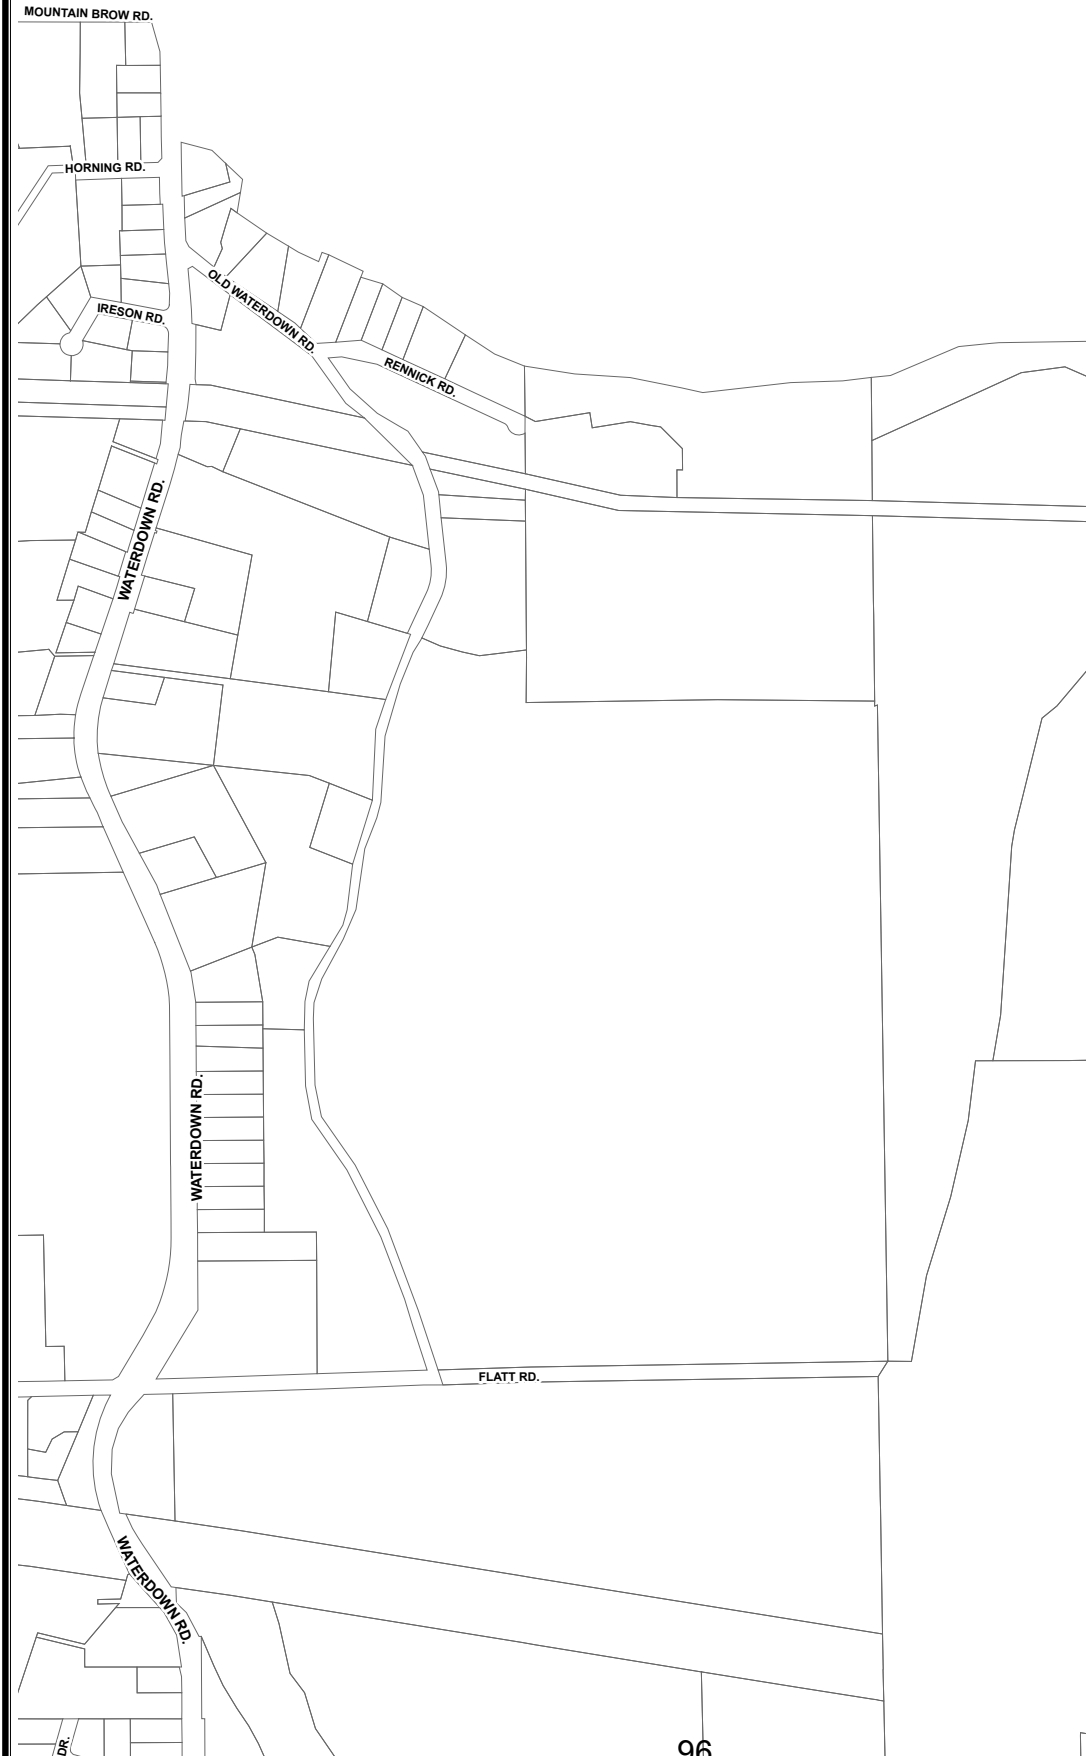 MOUNTAIN BROW RD.
HORNING RD.
OLD WATERDOWN RD.
IRESON RD.
RENNICK RD.
WATERDOWN RD.
WATERDOWN RD.
FLATT RD.
WATERDOWN RD.
DR.
96